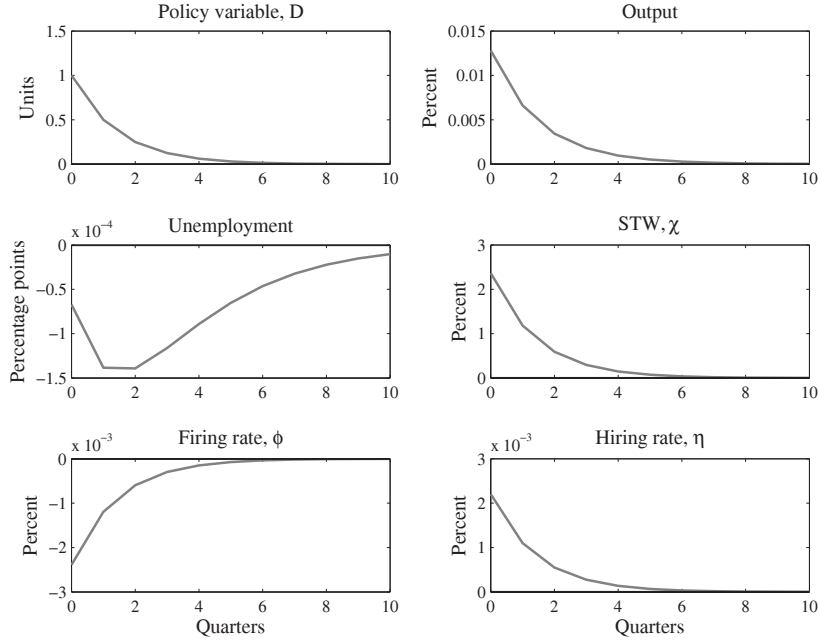 Policy variable, D
Units
1.5
1
0.5
0
0 2 4 6 8 10
Output
Percent
0.015
0.01
0.005
0
0 2 4 6 8 10
Unemployment
x 10⁻⁴
Percentage points
0
−0.5
−1
−1.5
0 2 4 6 8 10
STW, χ
Percent
3
2
1
0
0 2 4 6 8 10
Firing rate, ϕ
x 10⁻³
Percent
0
−1
−2
−3
0 2 4 6 8 10
Quarters
Hiring rate, η
x 10⁻³
Percent
3
2
1
0
0 2 4 6 8 10
Quarters